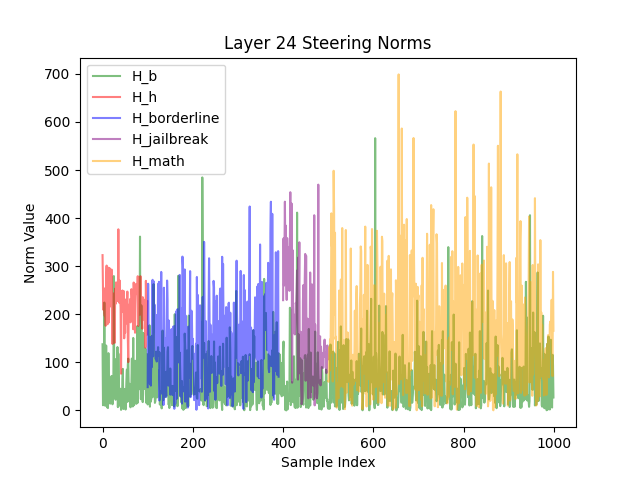 Layer 24 Steering Norms
H_b
H_h
H_borderline
H_jailbreak
H_math
700
600
500
400
300
200
100
0
Norm Value
0 200 400 600 800 1000
Sample Index